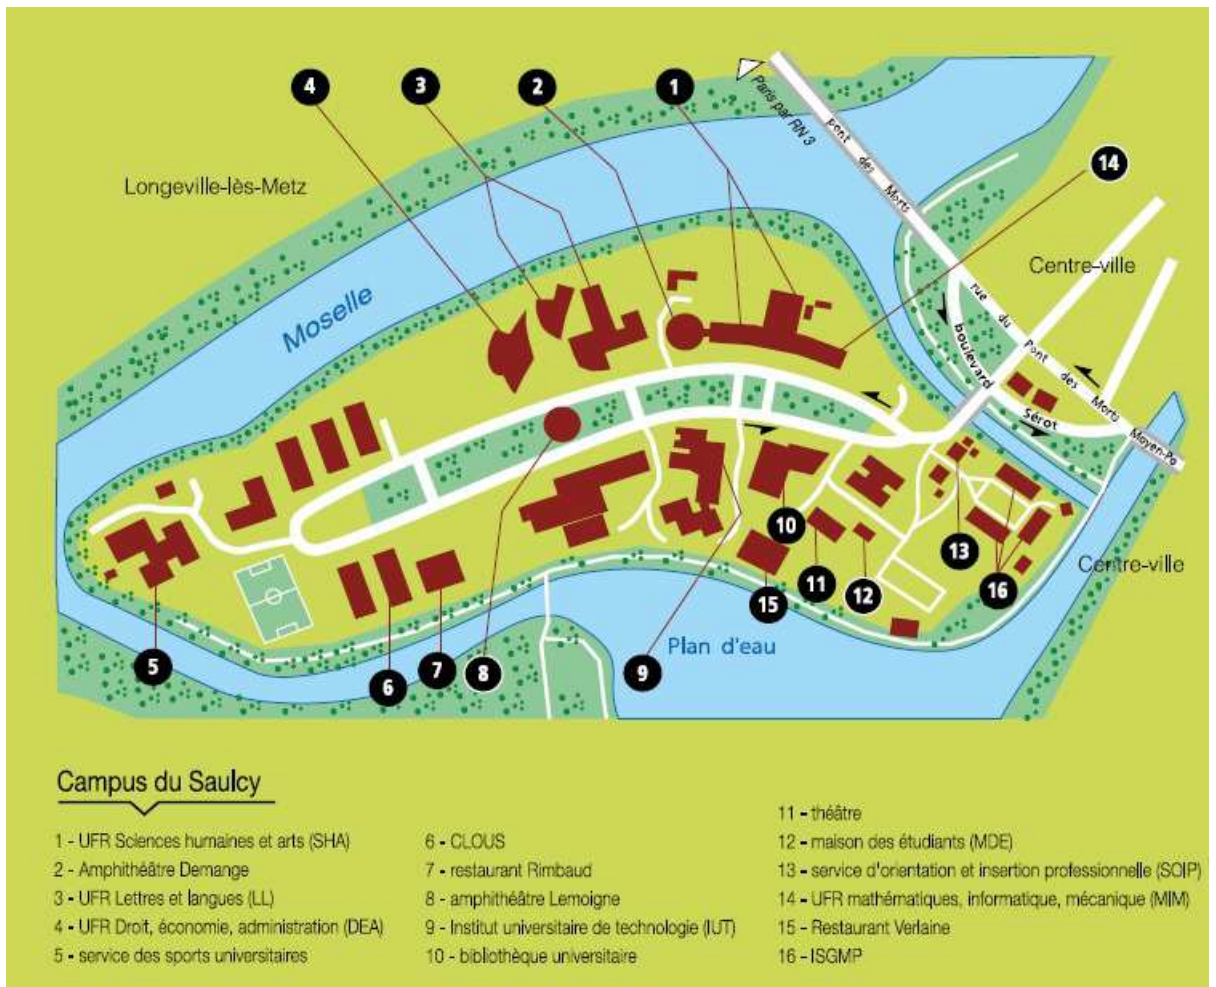 4
3
2
1
Paris par RN 3
pont des Morts
14
Longeville-lès-Metz
Centre-ville
Moselle
rue du Pont des Morts
boulevard Sérot
Moyen-Po
10
13
Centre-ville
11
12
16
15
Plan d'eau
5
6
7
8
9
Campus du Saulcy
1 - UFR Sciences humaines et arts (SHA)
2 - Amphithéâtre Demange
3 - UFR Lettres et langues (LL)
4 - UFR Droit, économie, administration (DEA)
5 - service des sports universitaires
6 - CLOUS
7 - restaurant Rimbaud
8 - amphithéâtre Lemoigne
9 - Institut universitaire de technologie (IUT)
10 - bibliothèque universitaire
11 - théâtre
12 - maison des étudiants (MDE)
13 - service d'orientation et insertion professionnelle (SOIP)
14 - UFR mathématiques, informatique, mécanique (MIM)
15 - Restaurant Verlaine
16 - ISGMP